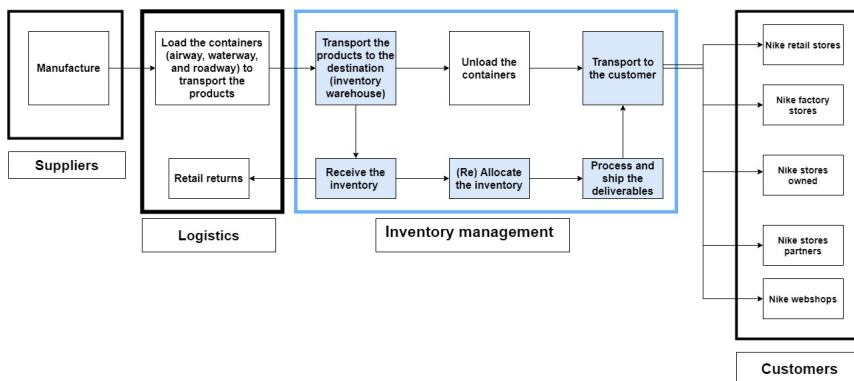 Manufacture
Load the containers
(airway, waterway,
and roadway) to
transport the
products
Transport the
products to the
destination
(inventory
warehouse)
Unload the
containers
Transport to
the customer
Nike retail stores
Nike factory
stores
Suppliers
Retail returns
Receive the
inventory
(Re) Allocate
the inventory
Process and
ship the
deliverables
Nike stores
owned
Logistics
Inventory management
Nike stores
partners
Nike webshops
Customers